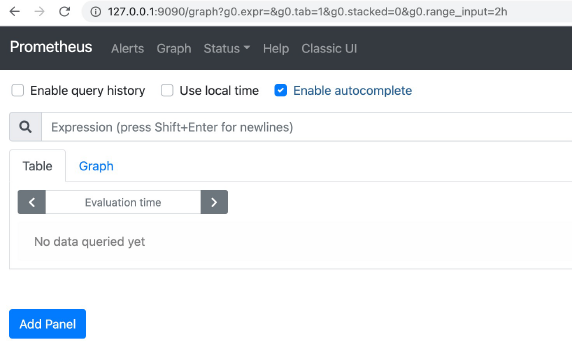 127.0.0.1:9090/graph?g0.expr=&g0.tab=1&g0.stacked=0&g0.range_input=2h
Prometheus Alerts Graph Status Help Classic UI
Enable query history Use local time Enable autocomplete
Expression (press Shift+Enter for newlines)
Table Graph
Evaluation time
No data queried yet
Add Panel